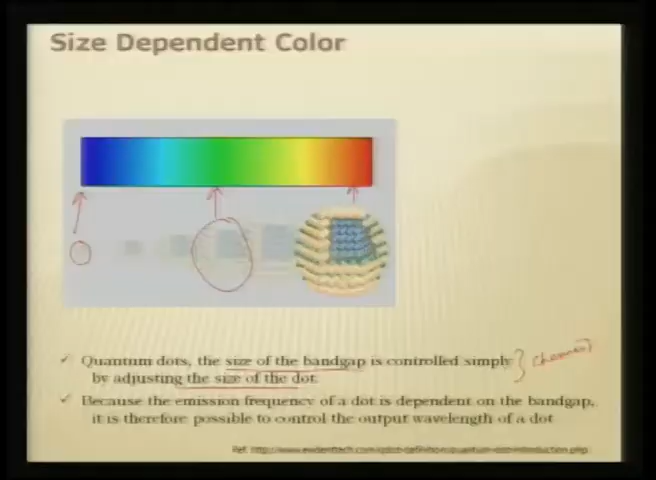 Size Dependent Color
✓ Quantum dots, the size of the bandgap is controlled simply
by adjusting the size of the dot.
✓ Because the emission frequency of a dot is dependent on the bandgap,
it is therefore possible to control the output wavelength of a dot